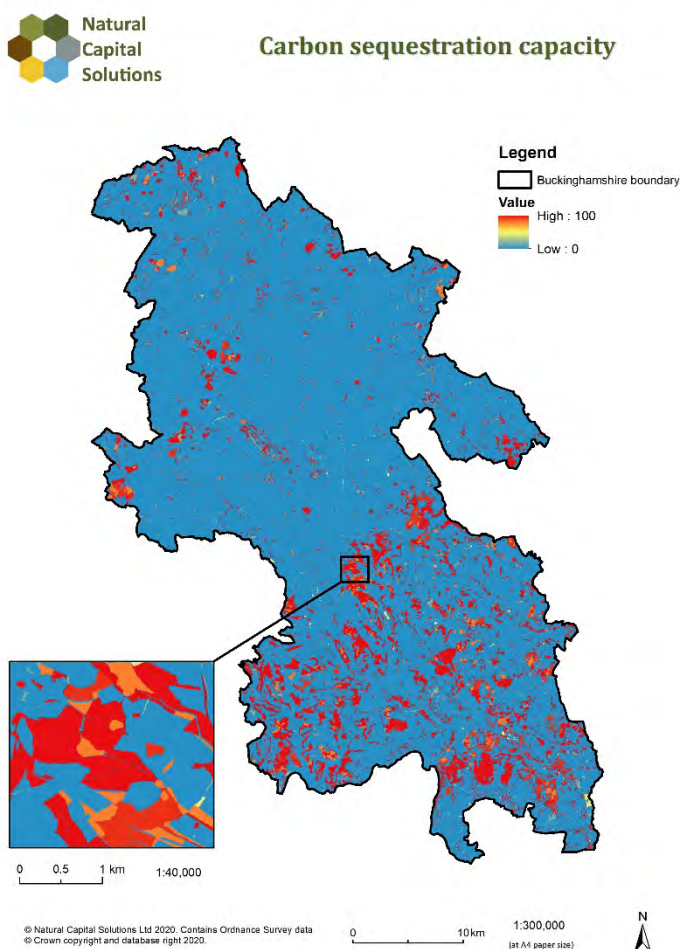 Natural
Capital
Solutions
Carbon sequestration capacity
Legend
Buckinghamshire boundary
Value
High : 100
Low : 0
0 0.5 1 km 1:40,000
© Natural Capital Solutions Ltd 2020. Contains Ordnance Survey data
© Crown copyright and database right 2020.
0 10km
1:300,000
(at A4 paper size)
N